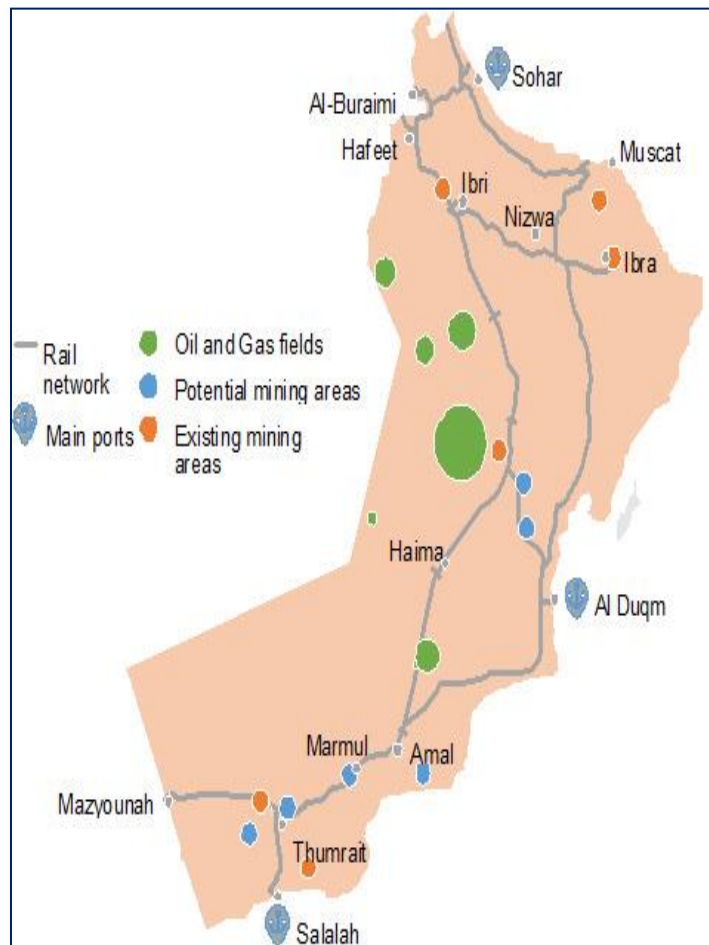 Sohar
Al-Buraimi
Hafeet
Muscat
Ibri
Nizwa
Ibra
Rail
network
Main ports
Oil and Gas fields
Potential mining areas
Existing mining
areas
Haima
Al Duqm
Marmul
Amal
Mazyounah
Thumrait
Salalah